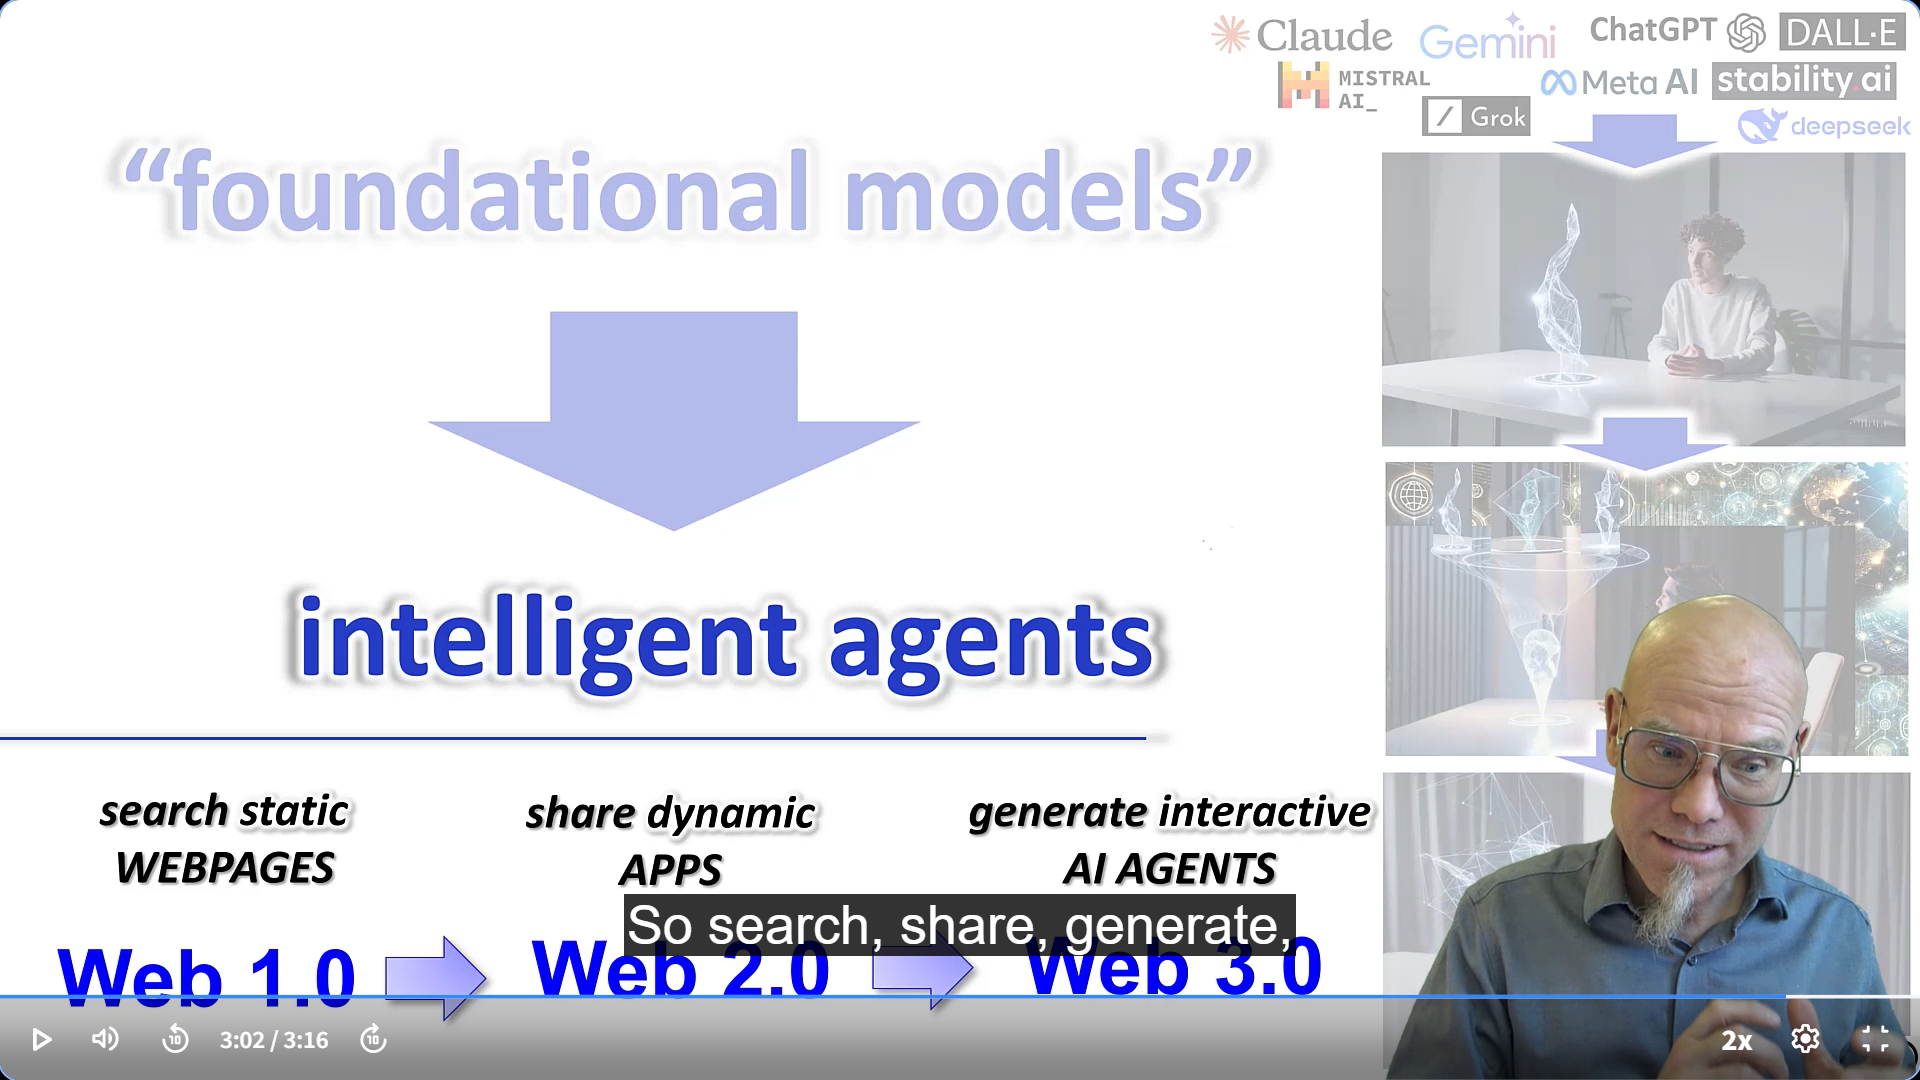 Claude
Gemini
ChatGPT
DALL·E
MISTRAL
AI_
Meta AI
stability.ai
Grok
deepseek
“foundational models”
intelligent agents
search static
WEBPAGES
share dynamic
APPS
generate interactive
AI AGENTS
So search, share, generate,
Web 1.0
Web 2.0
Web 3.0
10
3:02 / 3:16
10
2x